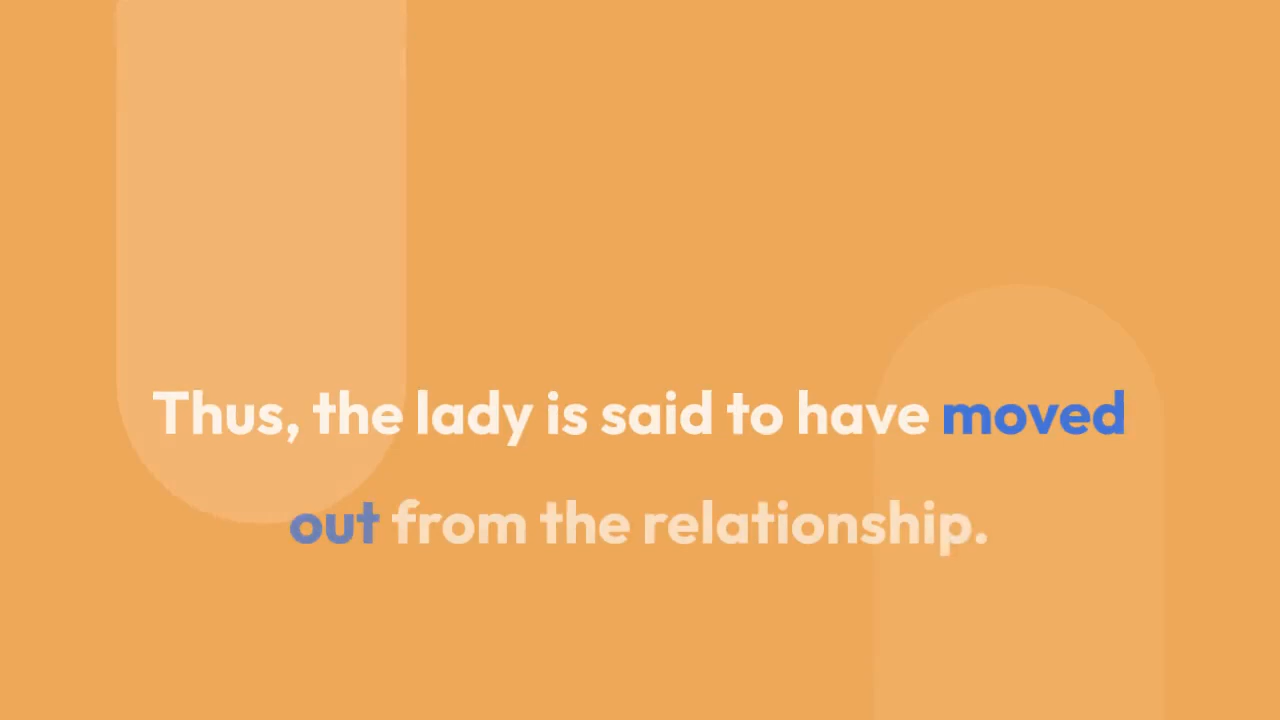 Thus, the lady is said to have moved
out from the relationship.